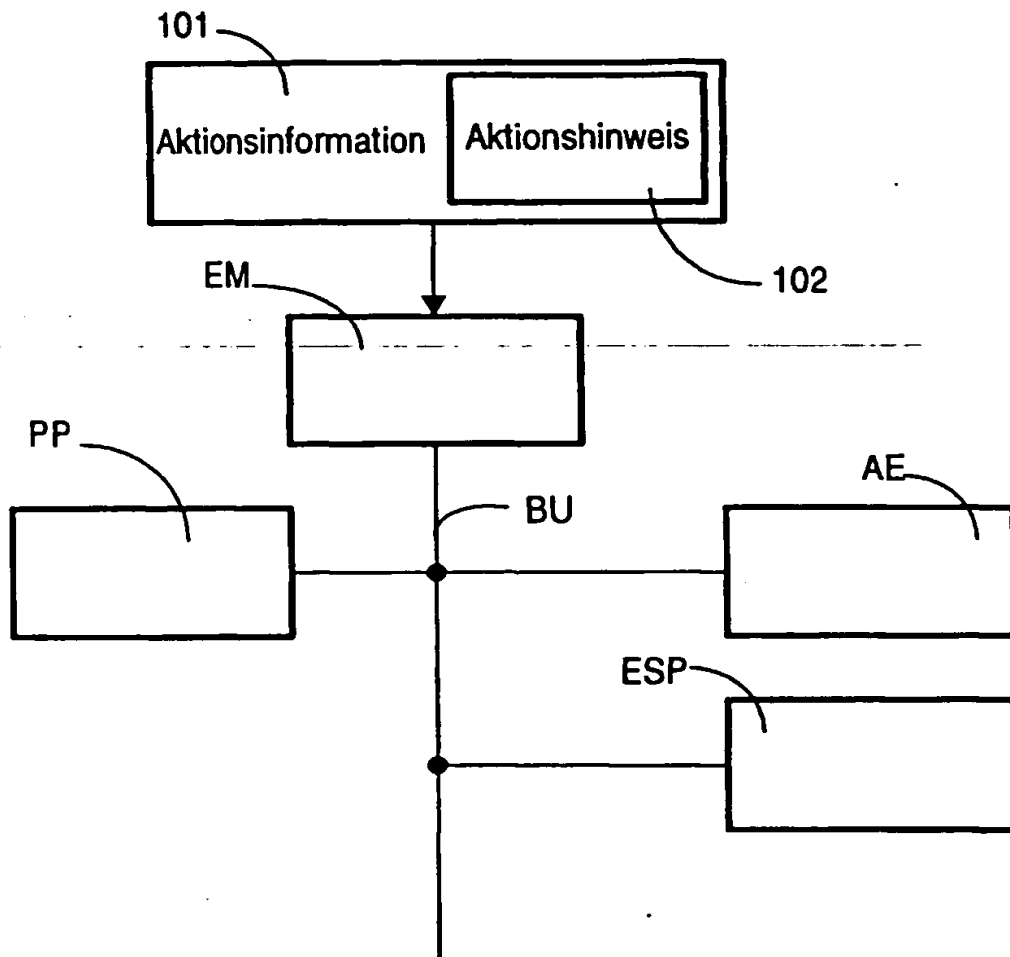 101
Aktionsinformation
Aktionshinweis
102
EM
PP
BU
AE
ESP